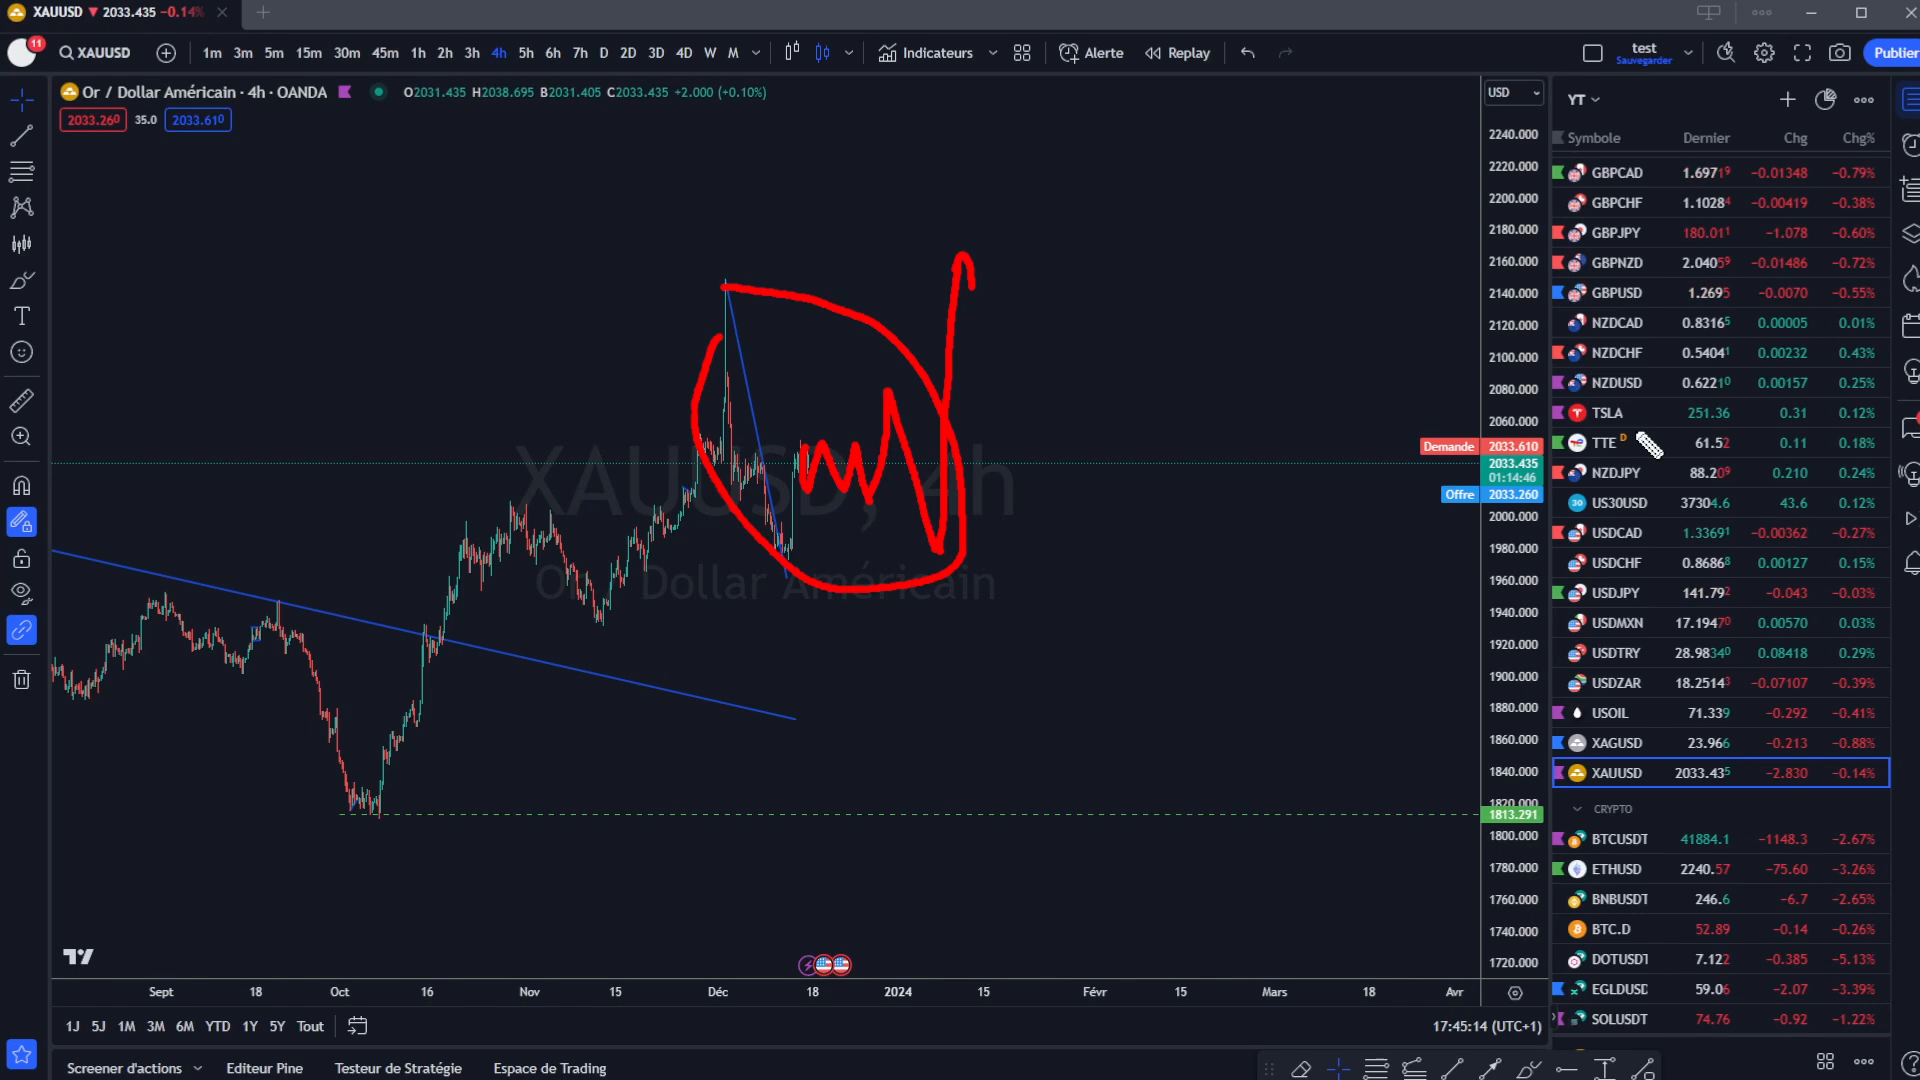 XAUUSD ▼ 2033.435 −0.14%
11 XAUUSD 1m 3m 5m 15m 30m 45m 1h 2h 3h 4h 5h 6h 7h D 2D 3D 4D W M Indicateurs Alerte Replay test Publier
Sauvegarder
Or / Dollar Américain · 4h · OANDA O2031.435 H2038.695 B2031.405 C2033.435 +2.000 (+0.10%)
2033.260 35.0 2033.610
USD
2240.000
2220.000
2200.000
2180.000
2160.000
2140.000
2120.000
2100.000
2080.000
2060.000
Demande 2033.610
2033.435
01:14:46
Offre 2033.260
2000.000
1980.000
1960.000
1940.000
1920.000
1900.000
1880.000
1860.000
1840.000
1820.000
1813.291
1800.000
1780.000
1760.000
1740.000
1720.000
XAUUSD, 4h
Or Dollar Américain
Sept 18 Oct 16 Nov 15 Déc 18 2024 15 Févr 15 Mars 18 Avr
1J 5J 1M 3M 6M YTD 1Y 5Y Tout 17:45:14 (UTC+1)
Screener d'actions Editeur Pine Testeur de Stratégie Espace de Trading
YT
Symbole Dernier Chg Chg%
GBPCAD 1.69719 −0.01348 −0.79%
GBPCHF 1.10284 −0.00419 −0.38%
GBPJPY 180.011 −1.078 −0.60%
GBPNZD 2.04059 −0.01486 −0.72%
GBPUSD 1.2695 −0.0070 −0.55%
NZDCAD 0.83165 0.00005 0.01%
NZDCHF 0.54041 0.00232 0.43%
NZDUSD 0.62210 0.00157 0.25%
TSLA 251.36 0.31 0.12%
TTE D 61.52 0.11 0.18%
NZDJPY 88.209 0.210 0.24%
US30USD 37304.6 43.6 0.12%
USDCAD 1.33691 −0.00362 −0.27%
USDCHF 0.86868 0.00127 0.15%
USDJPY 141.792 −0.043 −0.03%
USDMXN 17.19470 0.00570 0.03%
USDTRY 28.98340 0.08418 0.29%
USDZAR 18.25143 −0.07107 −0.39%
USOIL 71.339 −0.292 −0.41%
XAGUSD 23.966 −0.213 −0.88%
XAUUSD 2033.435 −2.830 −0.14%
CRYPTO
BTCUSDT 41884.1 −1148.3 −2.67%
ETHUSD 2240.57 −75.60 −3.26%
BNBUSDT 246.6 −6.7 −2.65%
BTC.D 52.89 −0.14 −0.26%
DOTUSDT 7.122 −0.385 −5.13%
EGLDUSD 59.06 −2.07 −3.39%
SOLUSDT 74.76 −0.92 −1.22%